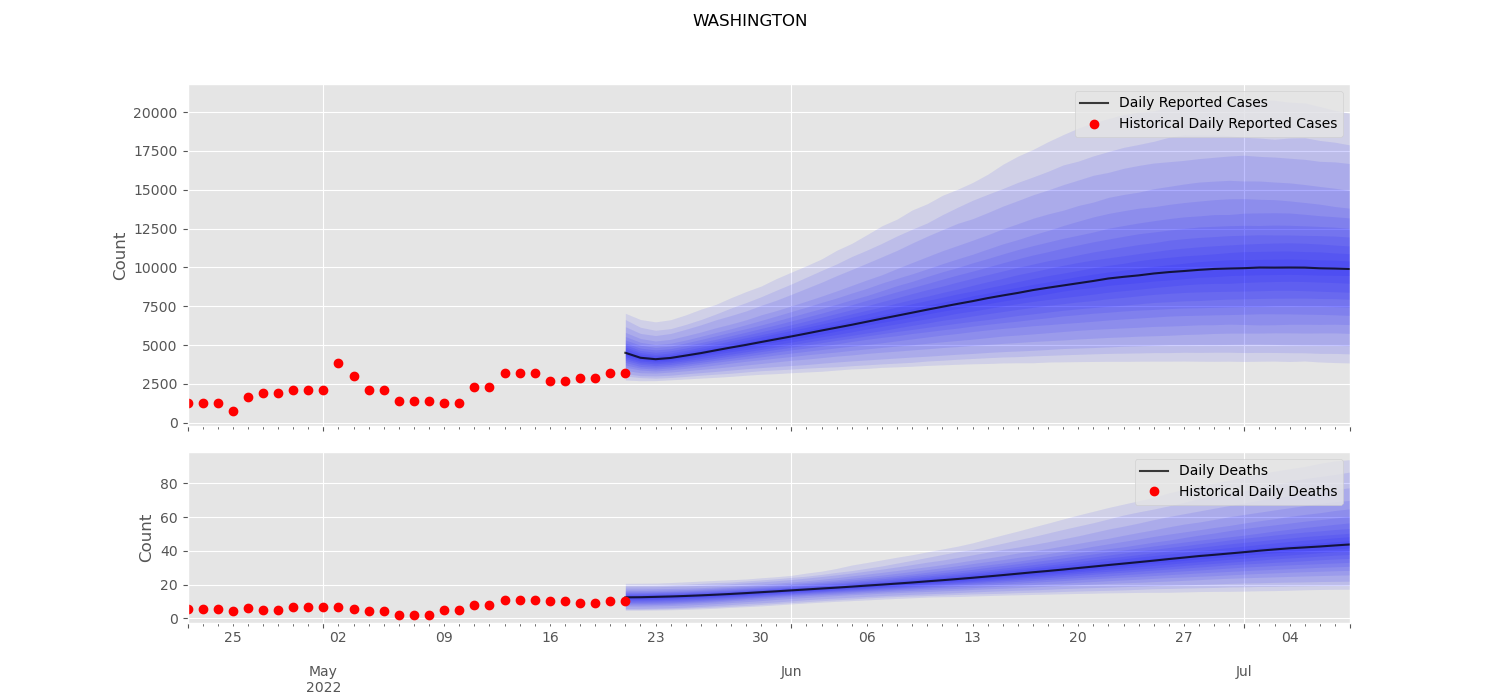 WASHINGTON
Daily Reported Cases
Historical Daily Reported Cases
Count
20000
17500
15000
12500
10000
7500
5000
2500
0
Daily Deaths
Historical Daily Deaths
Count
80
60
40
20
0
25 02 09 16 23 30 06 13 20 27 04
May Jun Jul
2022